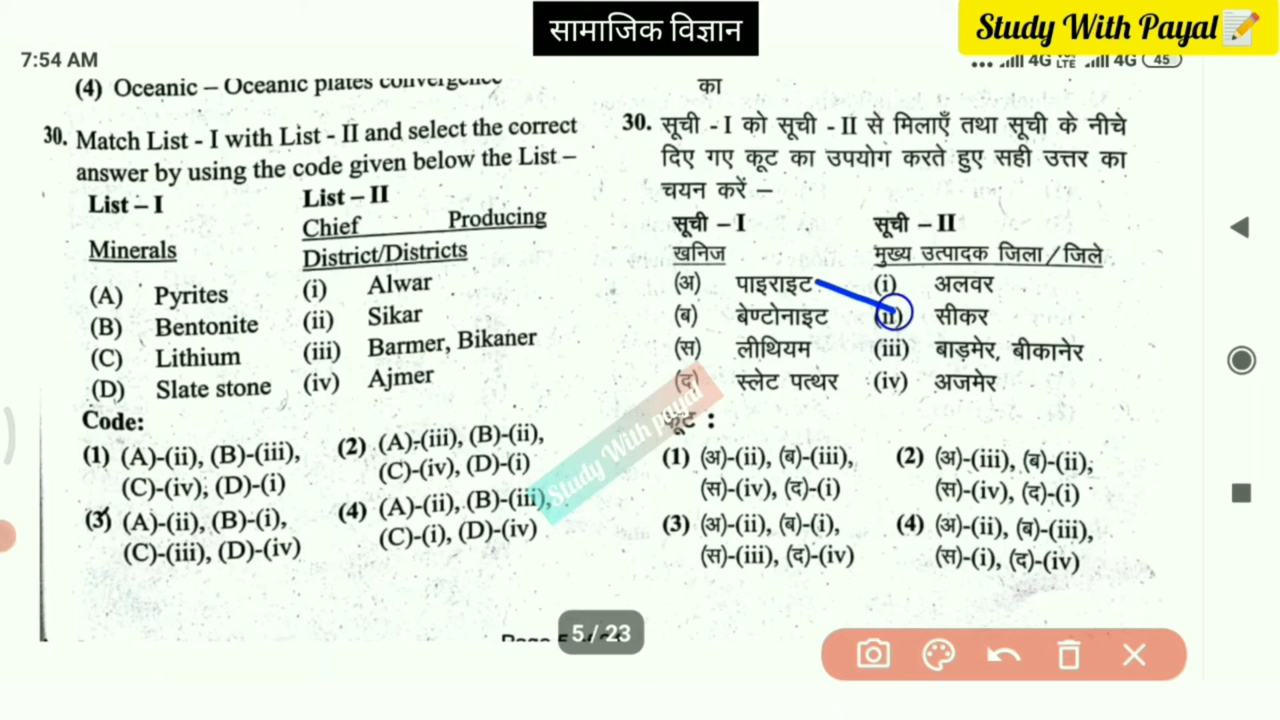 सामाजिक विज्ञान
Study With Payal
7:54 AM
4G VoLTE 4G 45
(4) Oceanic – Oceanic plates convergence
30. Match List - I with List - II and select the correct
answer by using the code given below the List –
List – I List – II
Chief Producing
Minerals District/Districts
(A) Pyrites (i) Alwar
(B) Bentonite (ii) Sikar
(C) Lithium (iii) Barmer, Bikaner
(D) Slate stone (iv) Ajmer
Code:
(1) (A)-(ii), (B)-(iii), (2) (A)-(iii), (B)-(ii),
(C)-(iv), (D)-(i) (C)-(iv), (D)-(i)
(3) (A)-(ii), (B)-(i), (4) (A)-(ii), (B)-(iii),
(C)-(iii), (D)-(iv) (C)-(i), (D)-(iv)
का
30. सूची -I को सूची -II से मिलाएँ तथा सूची के नीचे
दिए गए कूट का उपयोग करते हुए सही उत्तर का
चयन करें –
सूची –I सूची –II
खनिज मुख्य उत्पादक जिला/जिले
(अ) पाइराइट (i) अलवर
(ब) बेण्टोनाइट (ii) सीकर
(स) लीथियम (iii) बाड़मेर, बीकानेर
(द) स्लेट पत्थर (iv) अजमेर
कूट :
(1) (अ)-(ii), (ब)-(iii), (2) (अ)-(iii), (ब)-(ii),
(स)-(iv), (द)-(i) (स)-(iv), (द)-(i)
(3) (अ)-(ii), (ब)-(i), (4) (अ)-(ii), (ब)-(iii),
(स)-(iii), (द)-(iv) (स)-(i), (द)-(iv)
Study With payal
5 / 23